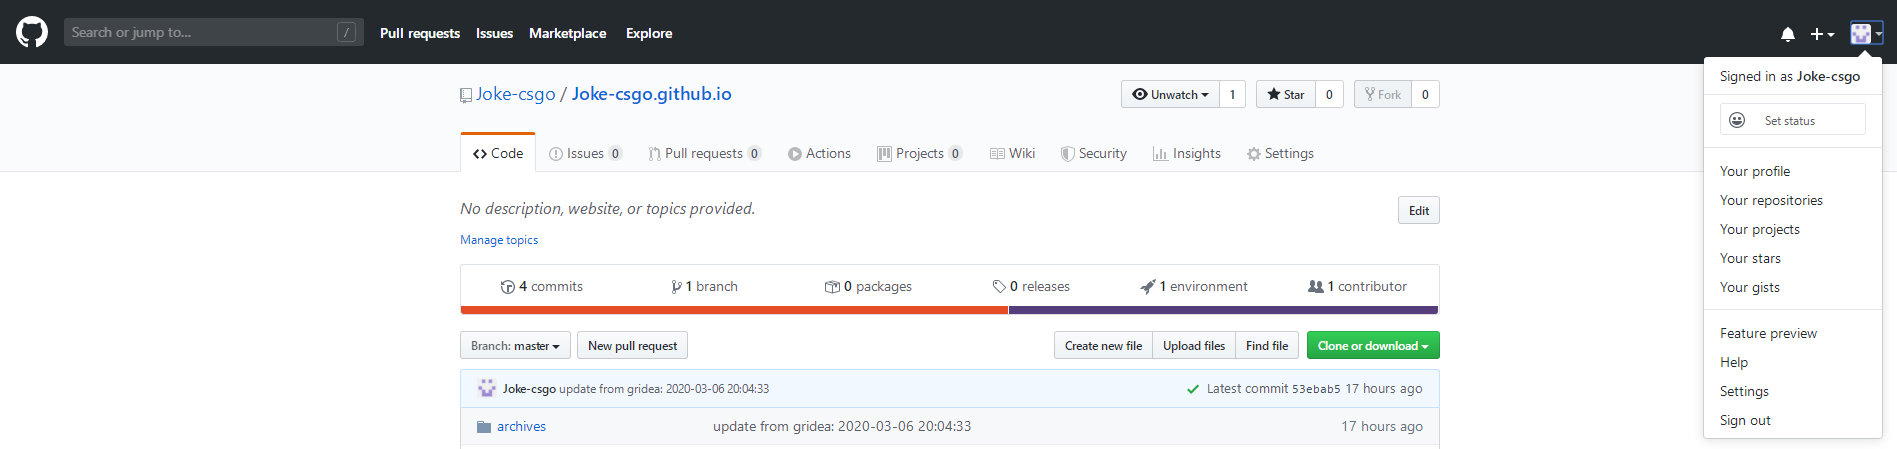 Search or jump to... /
Pull requests Issues Marketplace Explore
Signed in as Joke-csgo
Set status
Your profile
Your repositories
Your projects
Your stars
Your gists
Feature preview
Help
Settings
Sign out
Joke-csgo / Joke-csgo.github.io
Unwatch 1 Star 0 Fork 0
Code Issues 0 Pull requests 0 Actions Projects 0 Wiki Security Insights Settings
No description, website, or topics provided. Edit
Manage topics
4 commits 1 branch 0 packages 0 releases 1 environment 1 contributor
Branch: master New pull request Create new file Upload files Find file Clone or download
Joke-csgo update from gridea: 2020-03-06 20:04:33 Latest commit 53ebab5 17 hours ago
archives update from gridea: 2020-03-06 20:04:33 17 hours ago